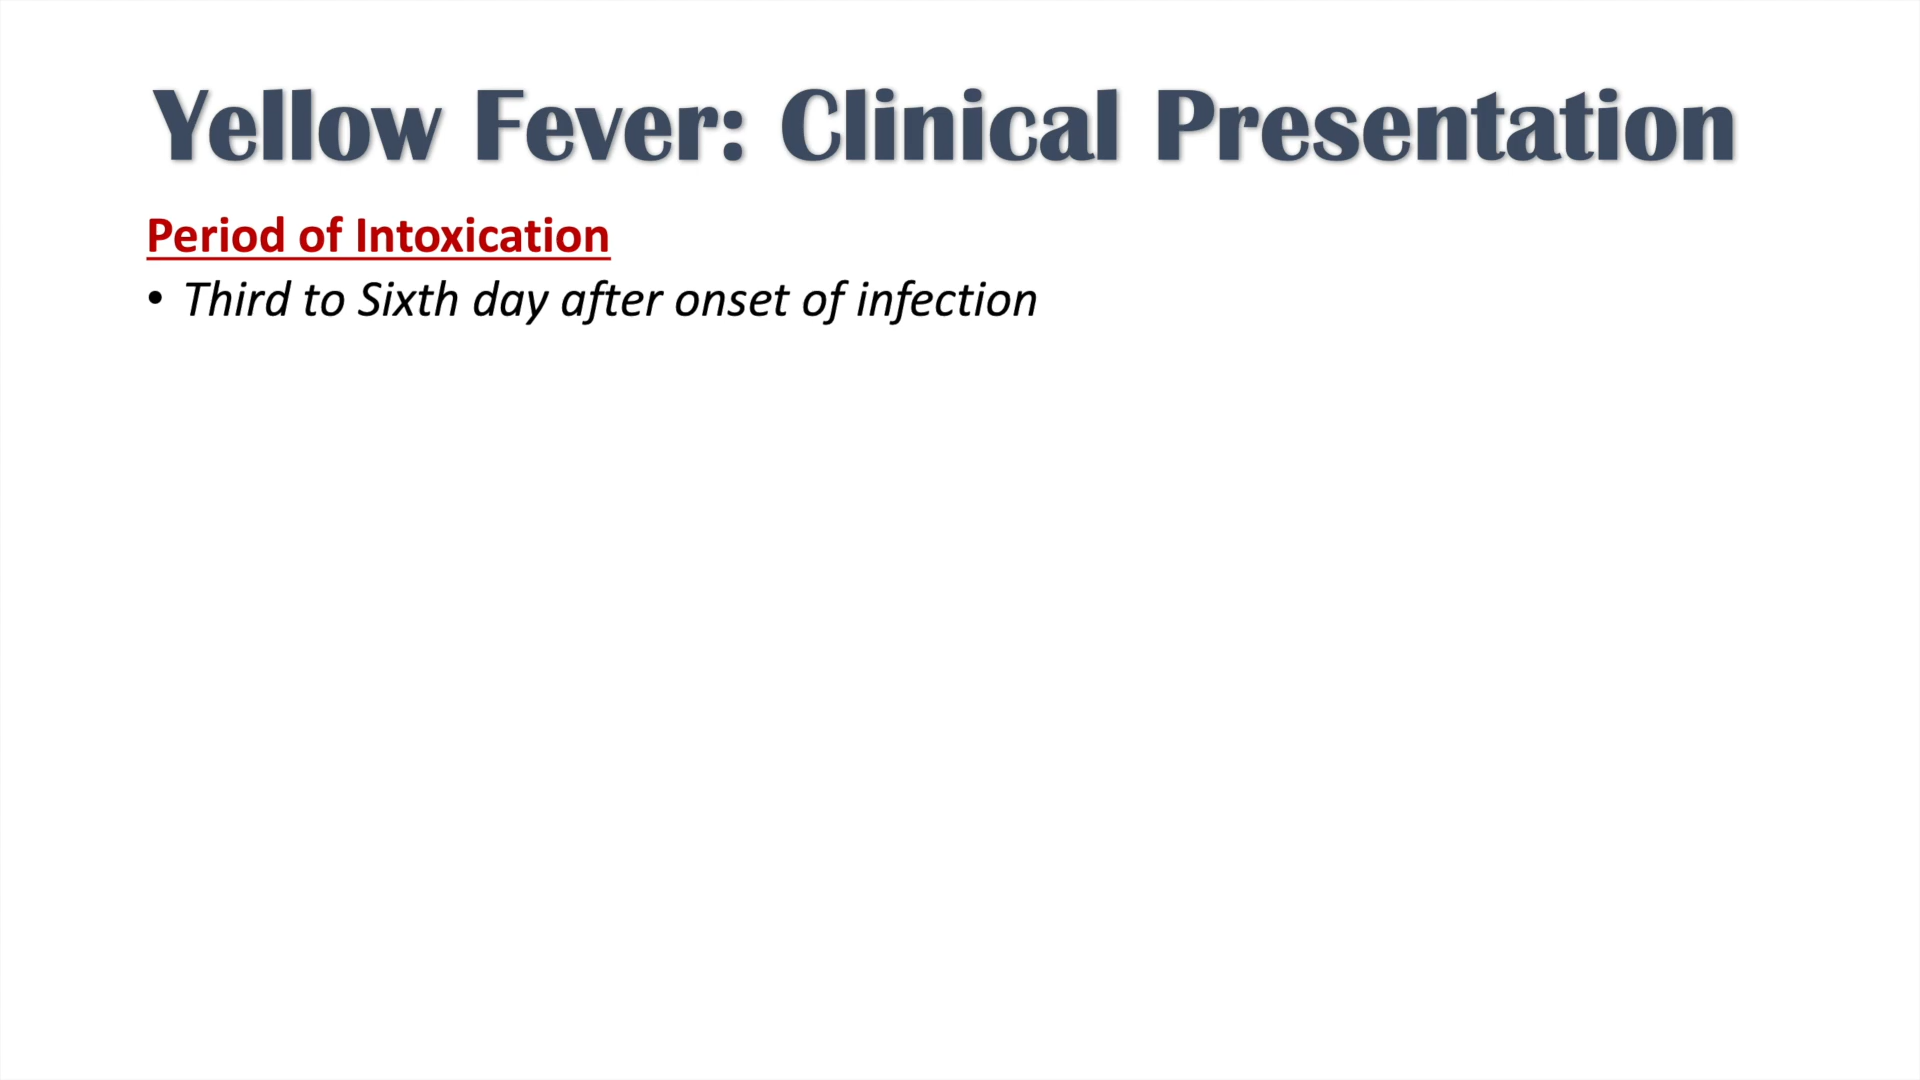 Yellow Fever: Clinical Presentation
Period of Intoxication
• Third to Sixth day after onset of infection